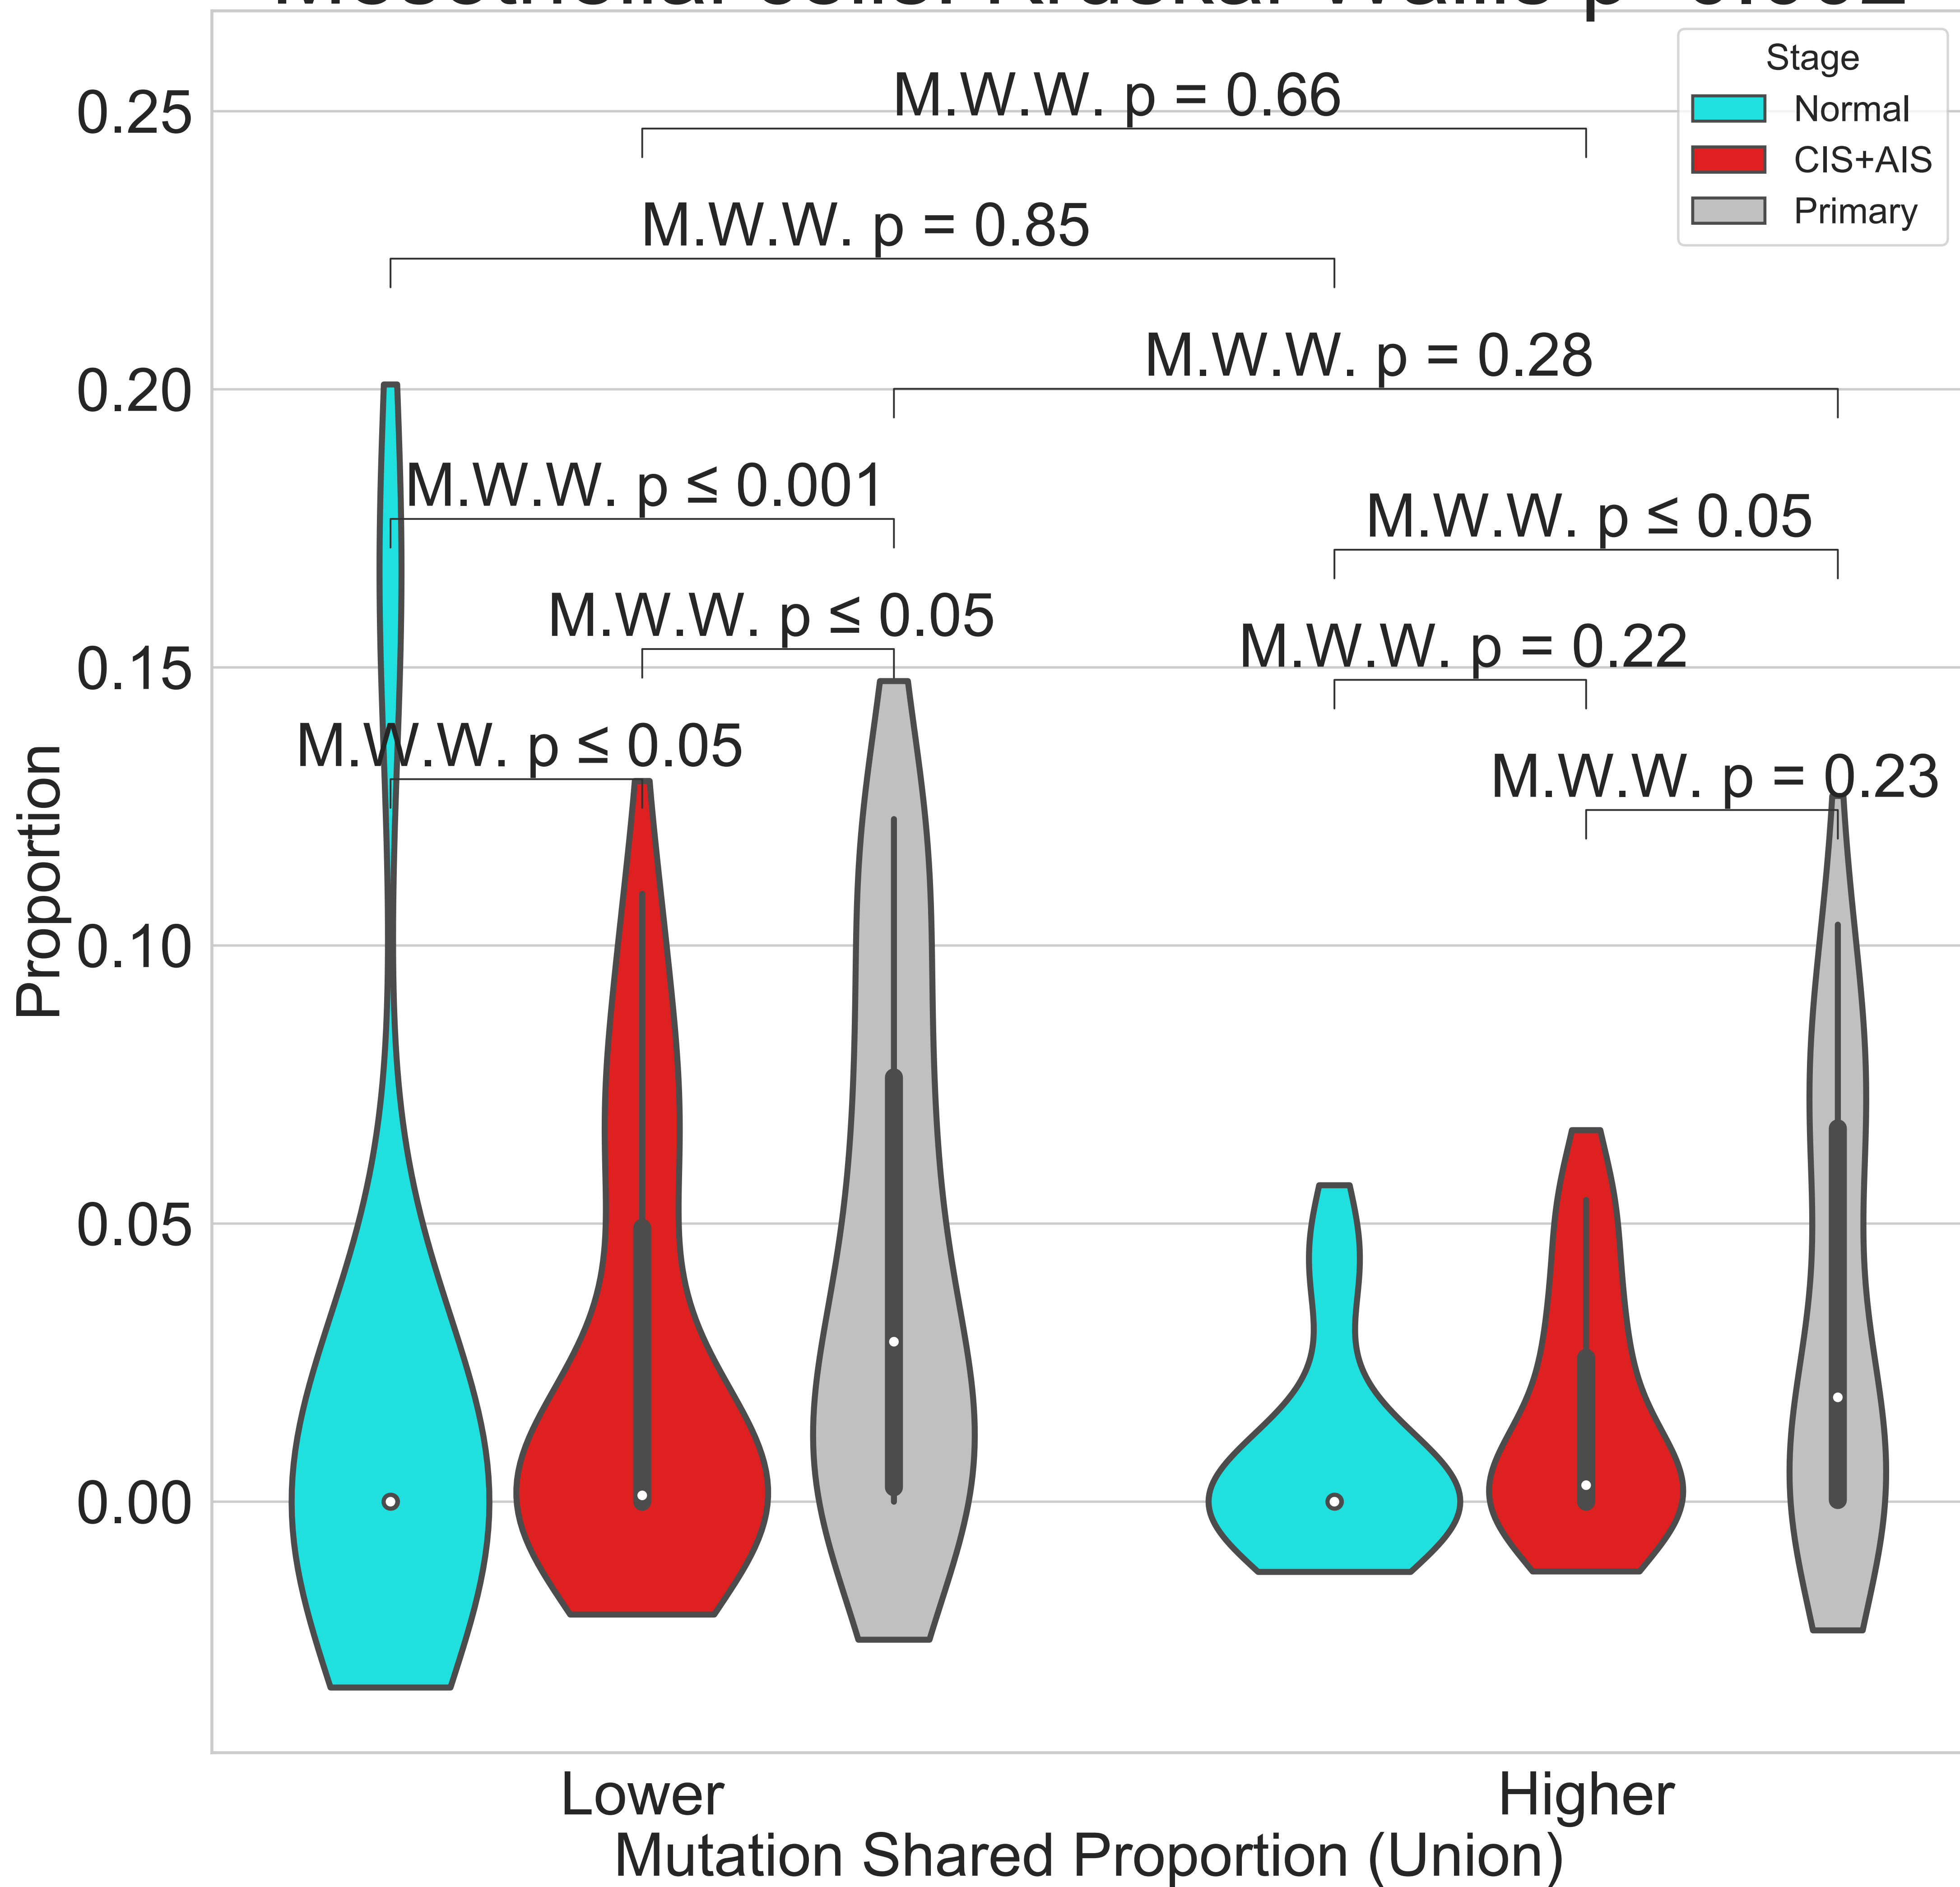 Stage
Normal
CIS+AIS
Primary
M.W.W. p = 0.66
M.W.W. p = 0.85
M.W.W. p = 0.28
M.W.W. p ≤ 0.001
M.W.W. p ≤ 0.05
M.W.W. p ≤ 0.05
M.W.W. p = 0.22
M.W.W. p ≤ 0.05
M.W.W. p = 0.23
0.25
0.20
0.15
0.10
0.05
0.00
Proportion
Lower
Higher
Mutation Shared Proportion (Union)